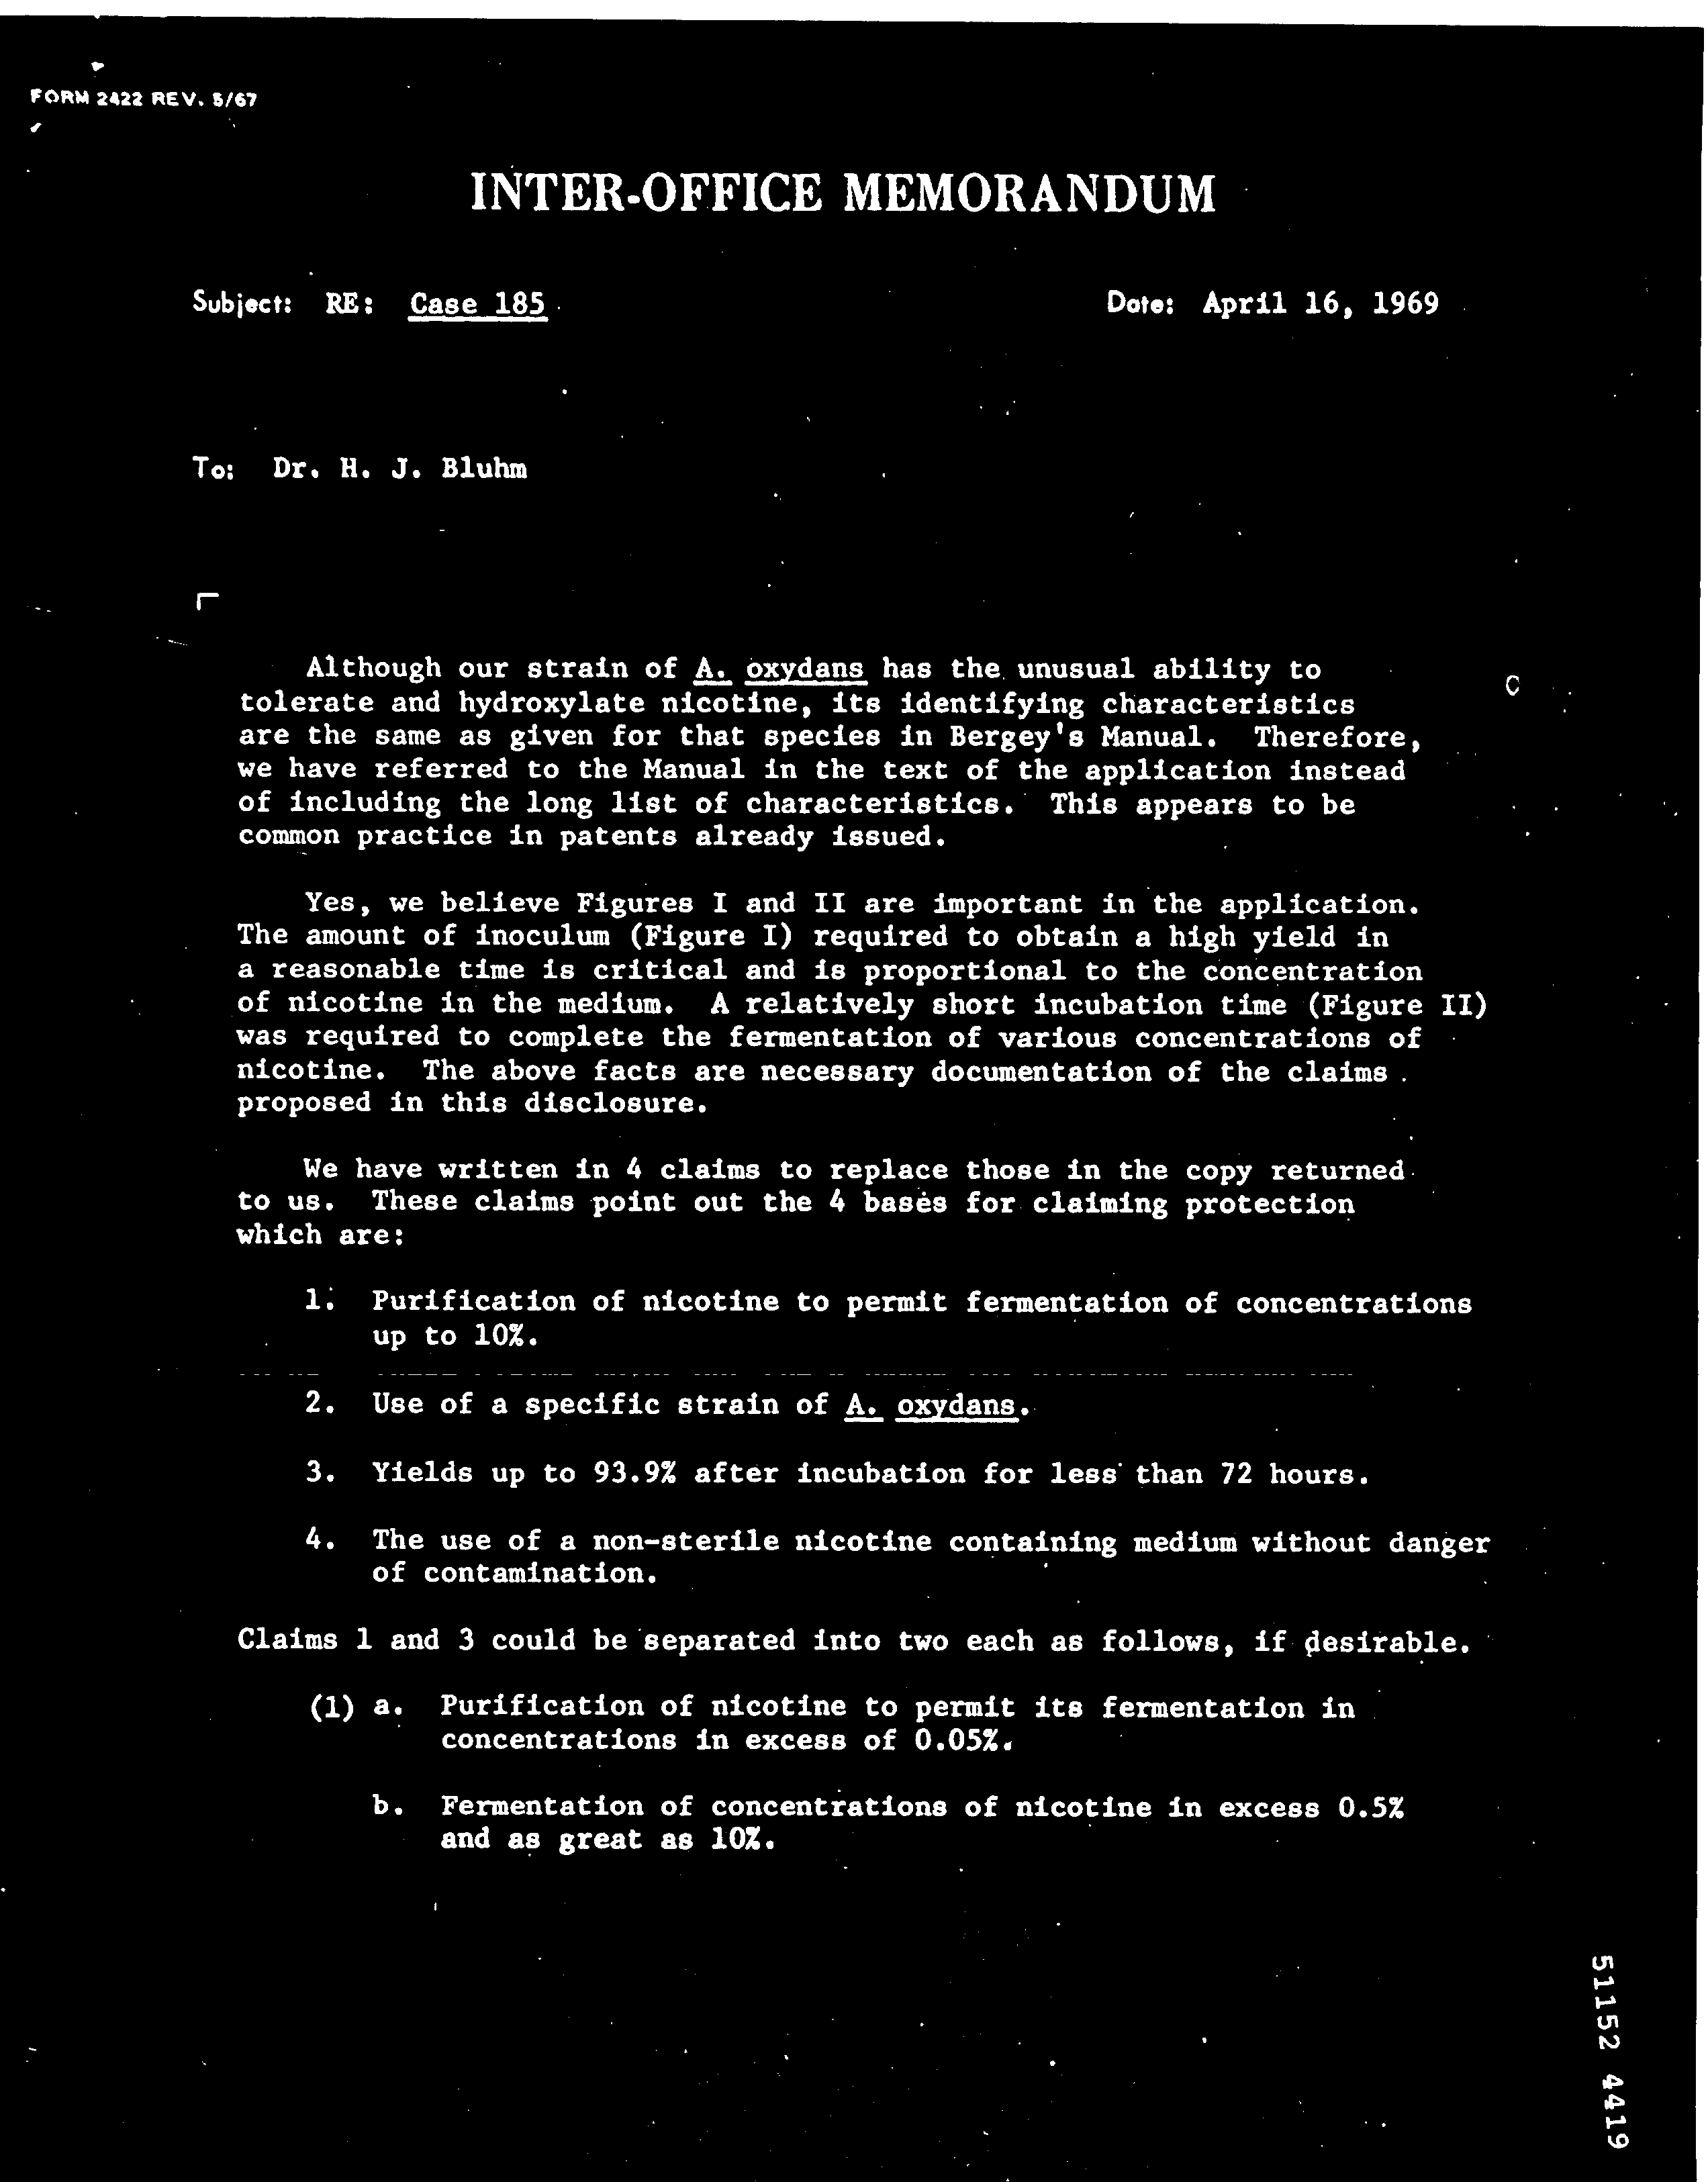 FORM 2422 REV. 5/67
INTER-OFFICE MEMORANDUM
Subject: RE: Case 185
Date: April 16, 1969
To: Dr. H. J. Bluhm
Although our strain of A. oxydans has the unusual ability to
tolerate and hydroxylate nicotine, its identifying characteristics
are the same as given for that species in Bergey's Manual. Therefore,
we have referred to the Manual in the text of the application instead
of including the long list of characteristics. This appears to be
common practice in patents already issued.
Yes, we believe Figures I and II are important in the application.
The amount of inoculum (Figure I) required to obtain a high yield in
a reasonable time is critical and is proportional to the concentration
of nicotine in the medium. A relatively short incubation time (Figure II)
was required to complete the fermentation of various concentrations of
nicotine. The above facts are necessary documentation of the claims
proposed in this disclosure.
We have written in 4 claims to replace those in the copy returned
to us. These claims point out the 4 bases for claiming protection
which are:
1. Purification of nicotine to permit fermentation of concentrations
up to 10%.
2. Use of a specific strain of A. oxydans.
3. Yields up to 93.9% after incubation for less than 72 hours.
4. The use of a non-sterile nicotine containing medium without danger
of contamination.
Claims 1 and 3 could be separated into two each as follows, if desirable.
(1) a. Purification of nicotine to permit its fermentation in
concentrations in excess of 0.05%.
b. Fermentation of concentrations of nicotine in excess 0.5%
and as great as 10%.
51152 4419